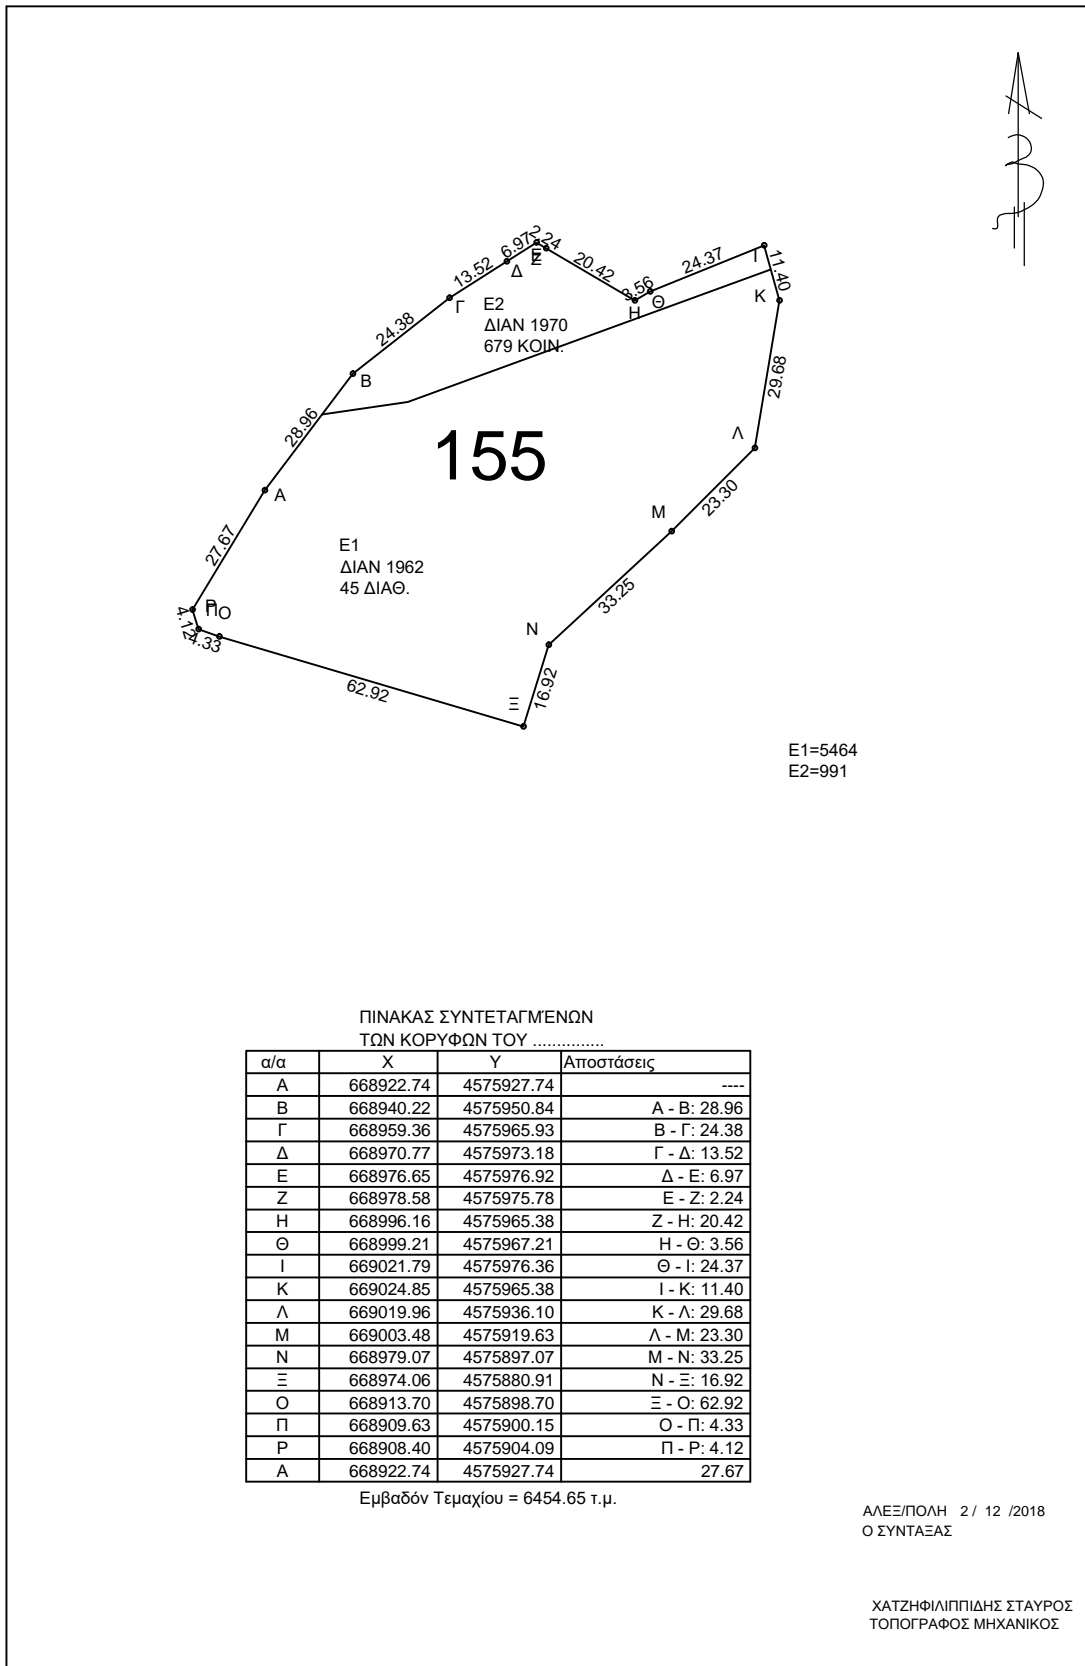 2.24
6.97
Ε
Ζ
Δ
13.52
20.42
24.37
Ι
11.40
3.56
Θ
Η
Κ
Γ
Ε2
ΔΙΑΝ 1970
679 ΚΟΙΝ.
24.38
Β
29.68
28.96
155
Λ
Α
23.30
Μ
27.67
Ε1
ΔΙΑΝ 1962
45 ΔΙΑΘ.
33.25
Ρ
Π
Ο
4.12
4.33
Ν
62.92
16.92
Ξ
Ε1=5464
Ε2=991
ΠΙΝΑΚΑΣ ΣΥΝΤΕΤΑΓΜΈΝΩΝ
ΤΩΝ ΚΟΡΥΦΩΝ ΤΟΥ ...............
α/α Χ Υ Αποστάσεις
Α 668922.74 4575927.74 ----
Β 668940.22 4575950.84 Α - Β: 28.96
Γ 668959.36 4575965.93 Β - Γ: 24.38
Δ 668970.77 4575973.18 Γ - Δ: 13.52
Ε 668976.65 4575976.92 Δ - Ε: 6.97
Ζ 668978.58 4575975.78 Ε - Ζ: 2.24
Η 668996.16 4575965.38 Ζ - Η: 20.42
Θ 668999.21 4575967.21 Η - Θ: 3.56
Ι 669021.79 4575976.36 Θ - Ι: 24.37
Κ 669024.85 4575965.38 Ι - Κ: 11.40
Λ 669019.96 4575936.10 Κ - Λ: 29.68
Μ 669003.48 4575919.63 Λ - Μ: 23.30
Ν 668979.07 4575897.07 Μ - Ν: 33.25
Ξ 668974.06 4575880.91 Ν - Ξ: 16.92
Ο 668913.70 4575898.70 Ξ - Ο: 62.92
Π 668909.63 4575900.15 Ο - Π: 4.33
Ρ 668908.40 4575904.09 Π - Ρ: 4.12
Α 668922.74 4575927.74 27.67
Εμβαδόν Τεμαχίου = 6454.65 τ.μ.
ΑΛΕΞ/ΠΟΛΗ 2 / 12 /2018
Ο ΣΥΝΤΑΞΑΣ
ΧΑΤΖΗΦΙΛΙΠΠΙΔΗΣ ΣΤΑΥΡΟΣ
ΤΟΠΟΓΡΑΦΟΣ ΜΗΧΑΝΙΚΟΣ